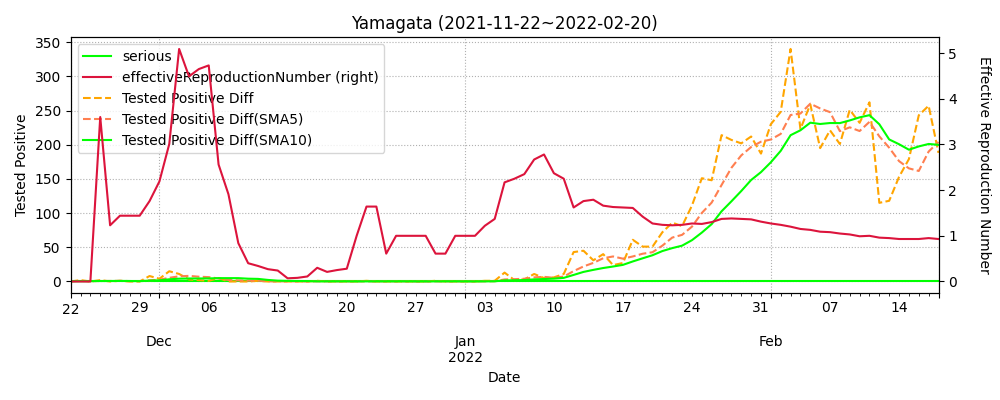 Yamagata (2021-11-22~2022-02-20)
serious
effectiveReproductionNumber (right)
Tested Positive Diff
Tested Positive Diff(SMA5)
Tested Positive Diff(SMA10)
350
300
250
200
150
100
50
0
Tested Positive
5
4
3
2
1
0
Effective Reproduction Number
22 29 06 13 20 27 03 10 17 24 31 07 14
Dec Jan Feb
2022
Date